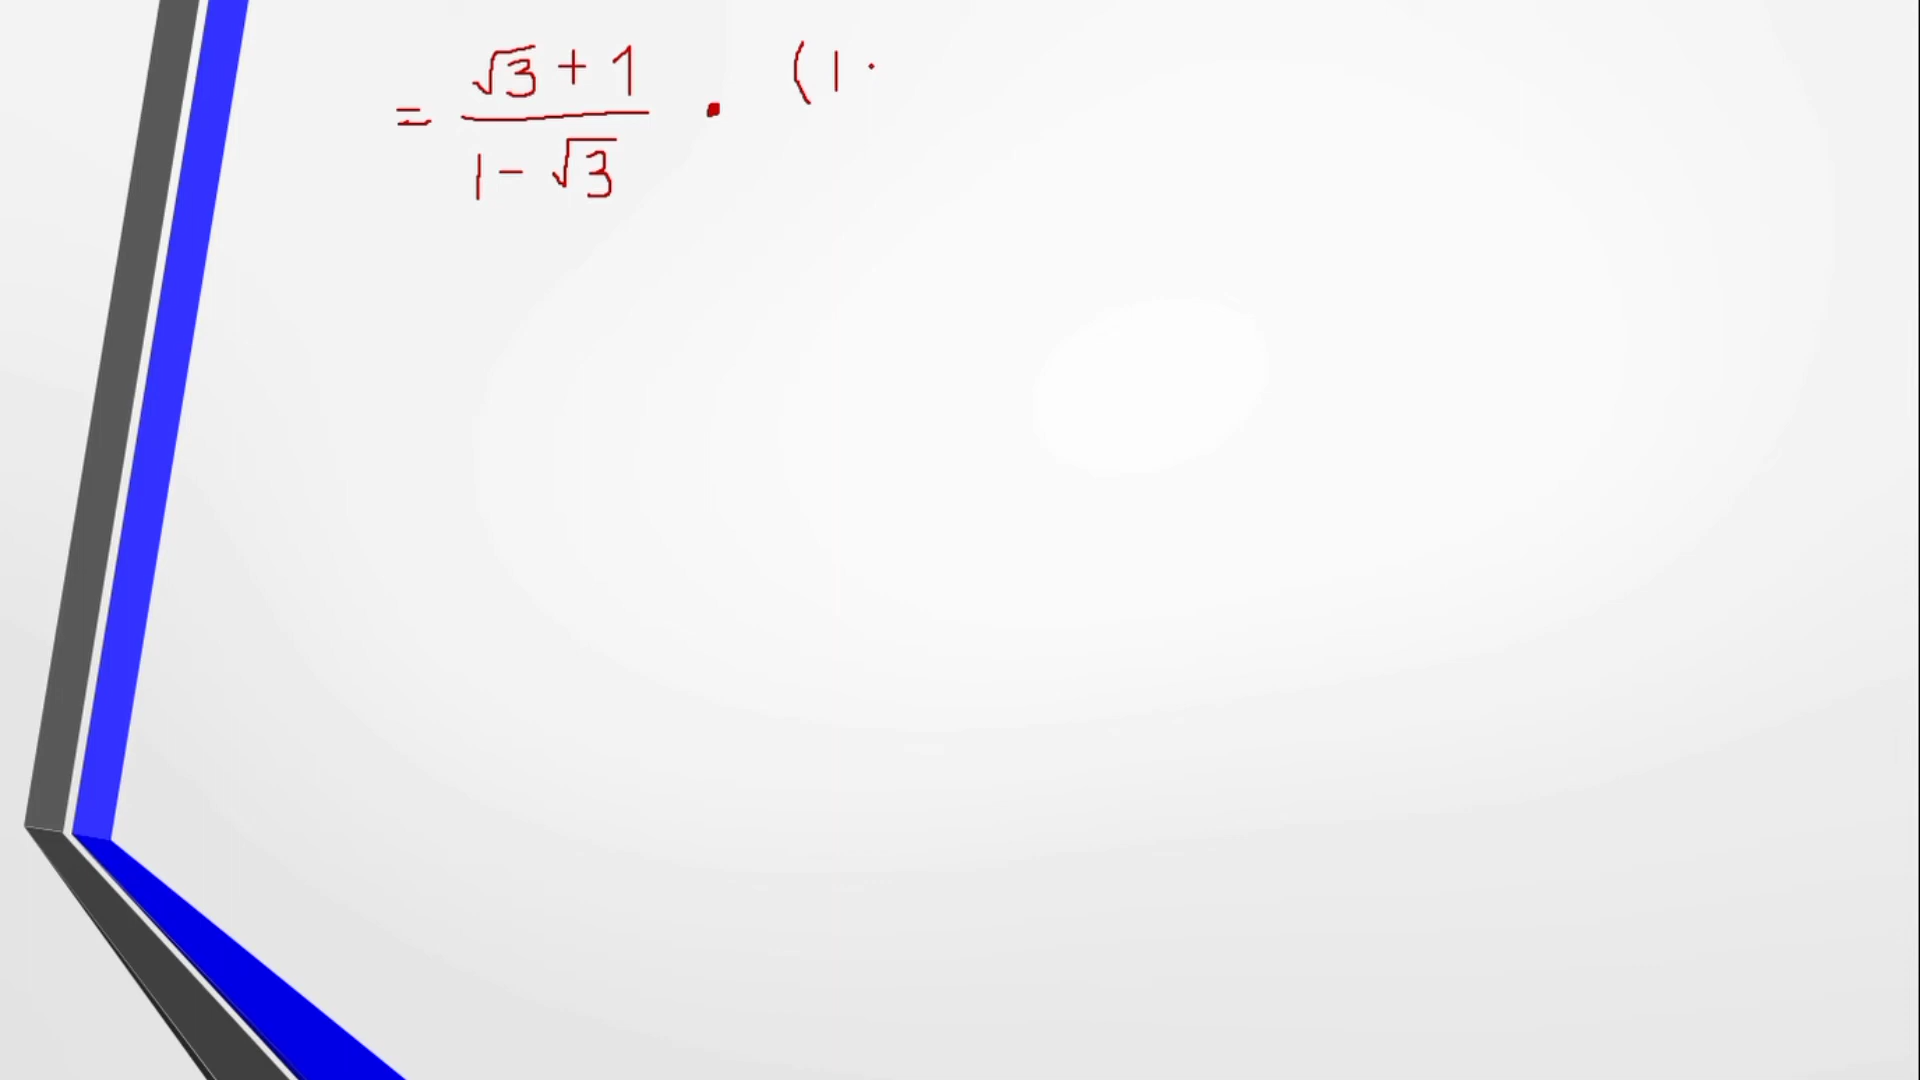 = (√3 + 1)/(1 - √3) · (1 ·